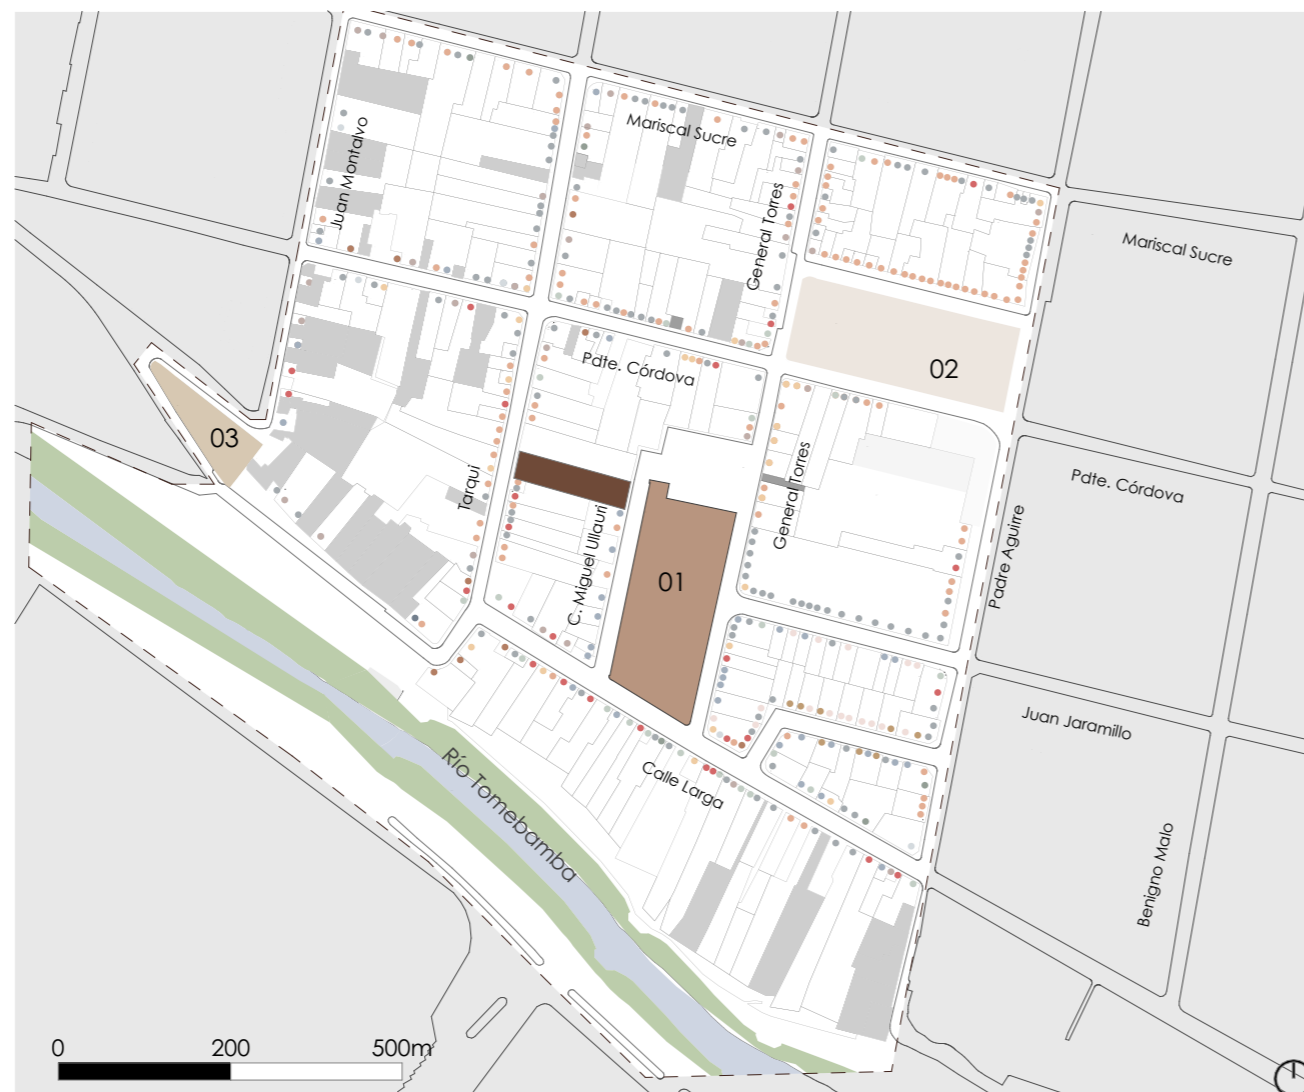 Mariscal Sucre
Juan Montalvo
General Torres
Mariscal Sucre
Pdte. Córdova
02
03
Tarqui
General Torres
Pdte. Córdova
C. Miguel Ullauri
01
Padre Aguirre
Juan Jaramillo
Río Tomebamba
Calle Larga
Benigno Malo
0 200 500m